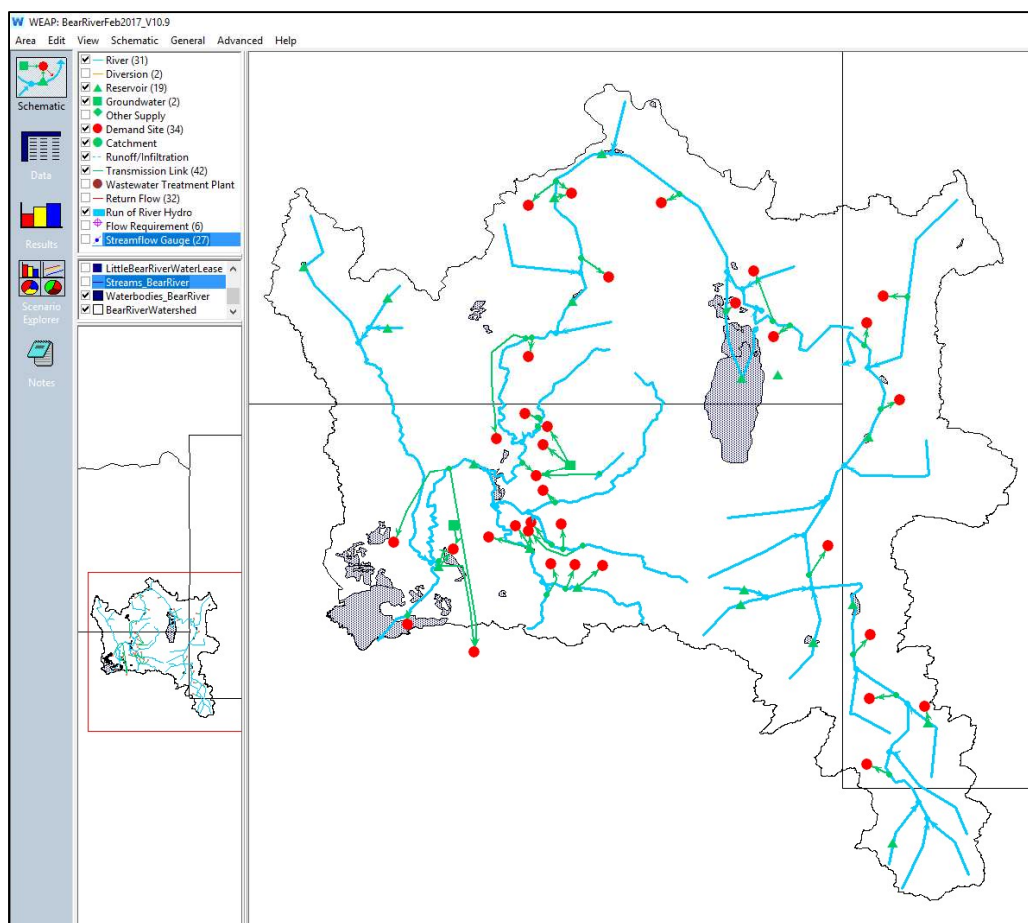 WEAP: BearRiverFeb2017_V10.9
Area Edit View Schematic General Advanced Help
Schematic
Data
Results
Scenario
Explorer
Notes
River (31)
Diversion (2)
Reservoir (19)
Groundwater (2)
Other Supply
Demand Site (34)
Catchment
Runoff/Infiltration
Transmission Link (42)
Wastewater Treatment Plant
Return Flow (32)
Run of River Hydro
Flow Requirement (6)
Streamflow Gauge (27)
LittleBearRiverWaterLease
Streams_BearRiver
Waterbodies_BearRiver
BearRiverWatershed